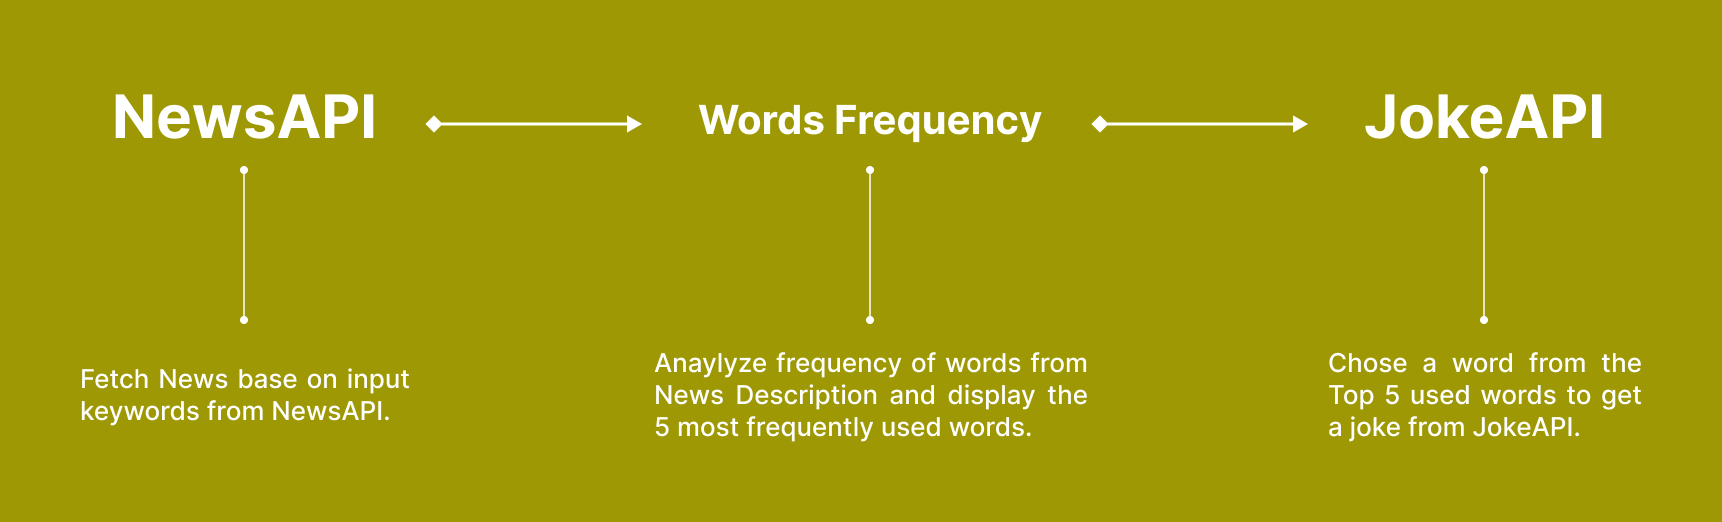 NewsAPI
Words Frequency
JokeAPI
Fetch News base on input
keywords from NewsAPI.
Anaylyze frequency of words from
News Description and display the
5 most frequently used words.
Chose a word from the
Top 5 used words to get
a joke from JokeAPI.